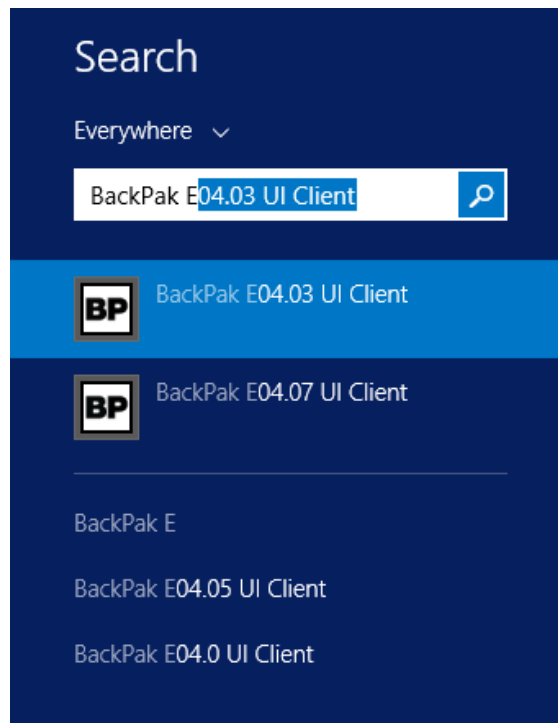 Search
Everywhere
BackPak E04.03 UI Client
BP
BackPak E04.03 UI Client
BP
BackPak E04.07 UI Client
BackPak E
BackPak E04.05 UI Client
BackPak E04.0 UI Client